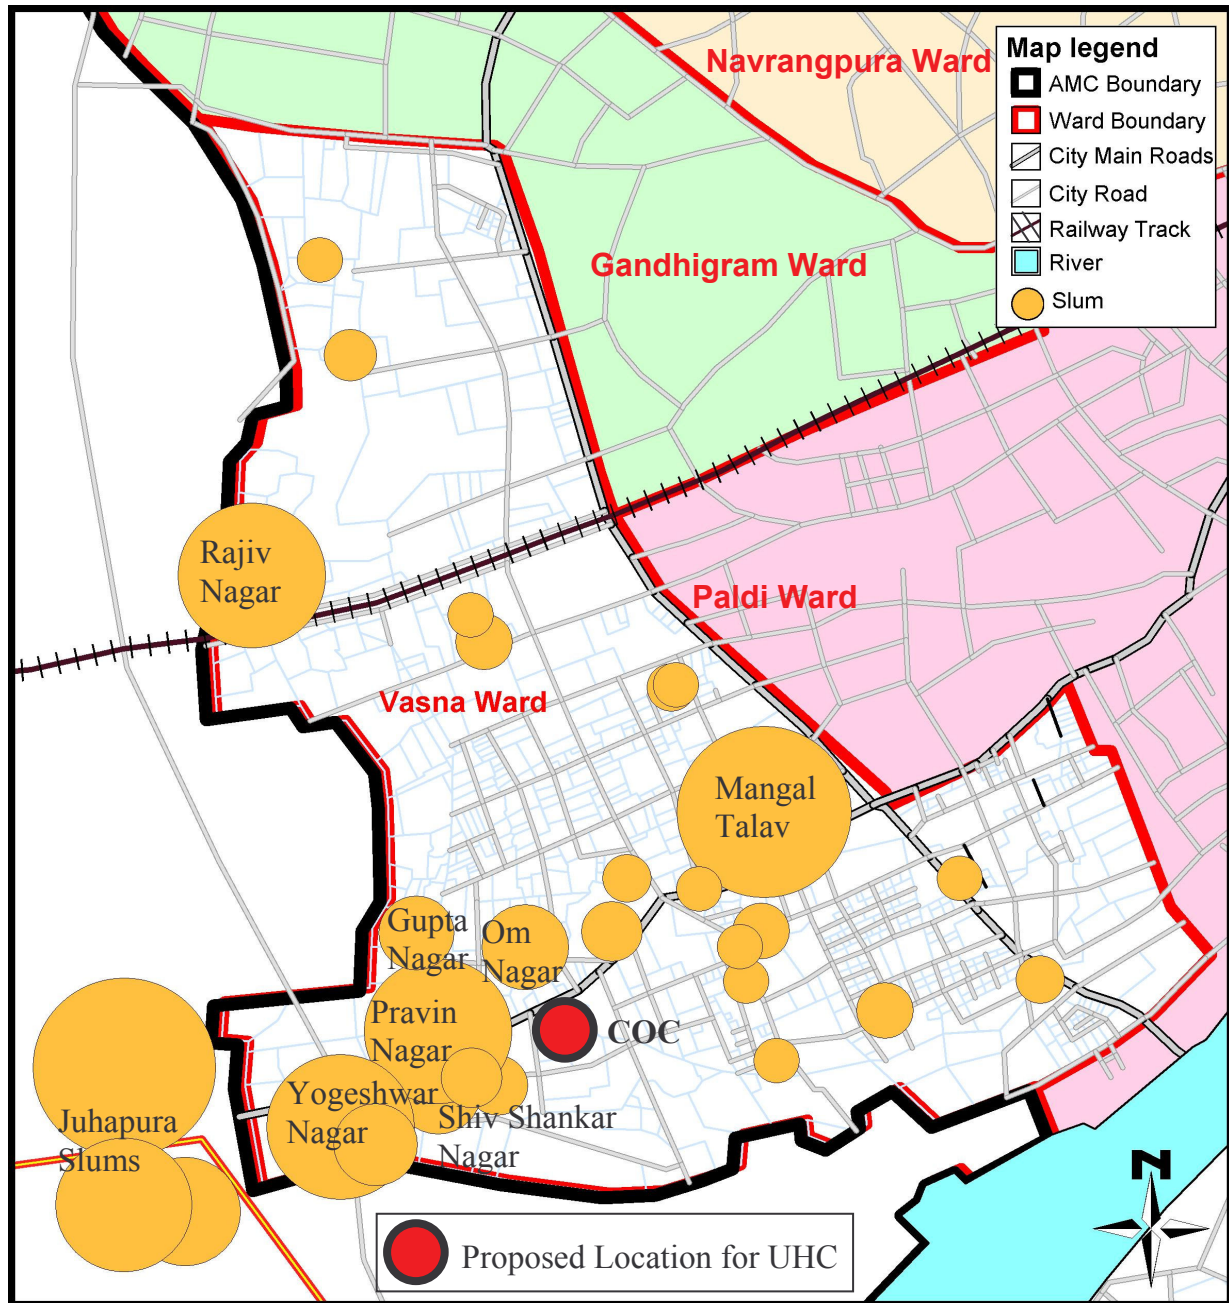 Navrangpura Ward
Map legend
AMC Boundary
Ward Boundary
City Main Roads
City Road
Railway Track
River
Slum
Gandhigram Ward
Rajiv
Nagar
Paldi Ward
Vasna Ward
Mangal
Talav
Gupta
Nagar
Om
Nagar
Pravin
Nagar
COC
Yogeshwar
Nagar
Shiv Shankar
Nagar
Juhapura
Slums
N
Proposed Location for UHC